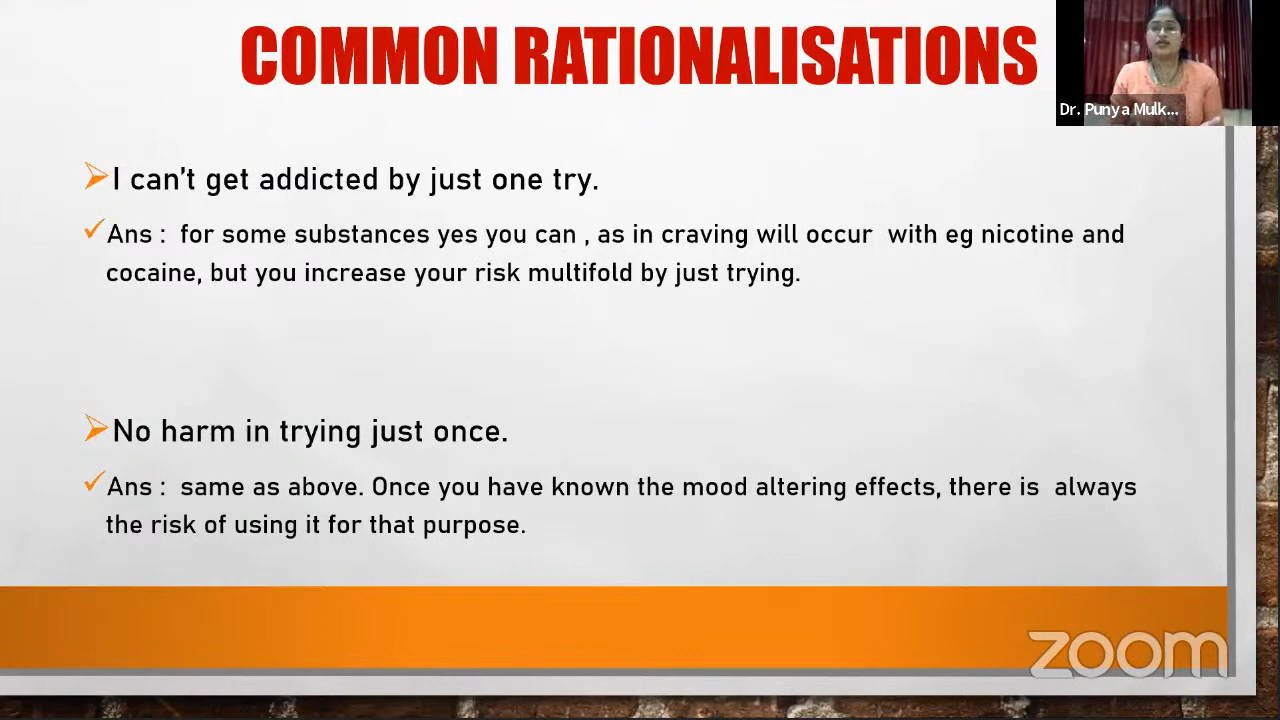 COMMON RATIONALISATIONS
Dr. Punya Mulk...
I can't get addicted by just one try.
Ans : for some substances yes you can , as in craving will occur with eg nicotine and
cocaine, but you increase your risk multifold by just trying.
No harm in trying just once.
Ans : same as above. Once you have known the mood altering effects, there is always
the risk of using it for that purpose.
zoom